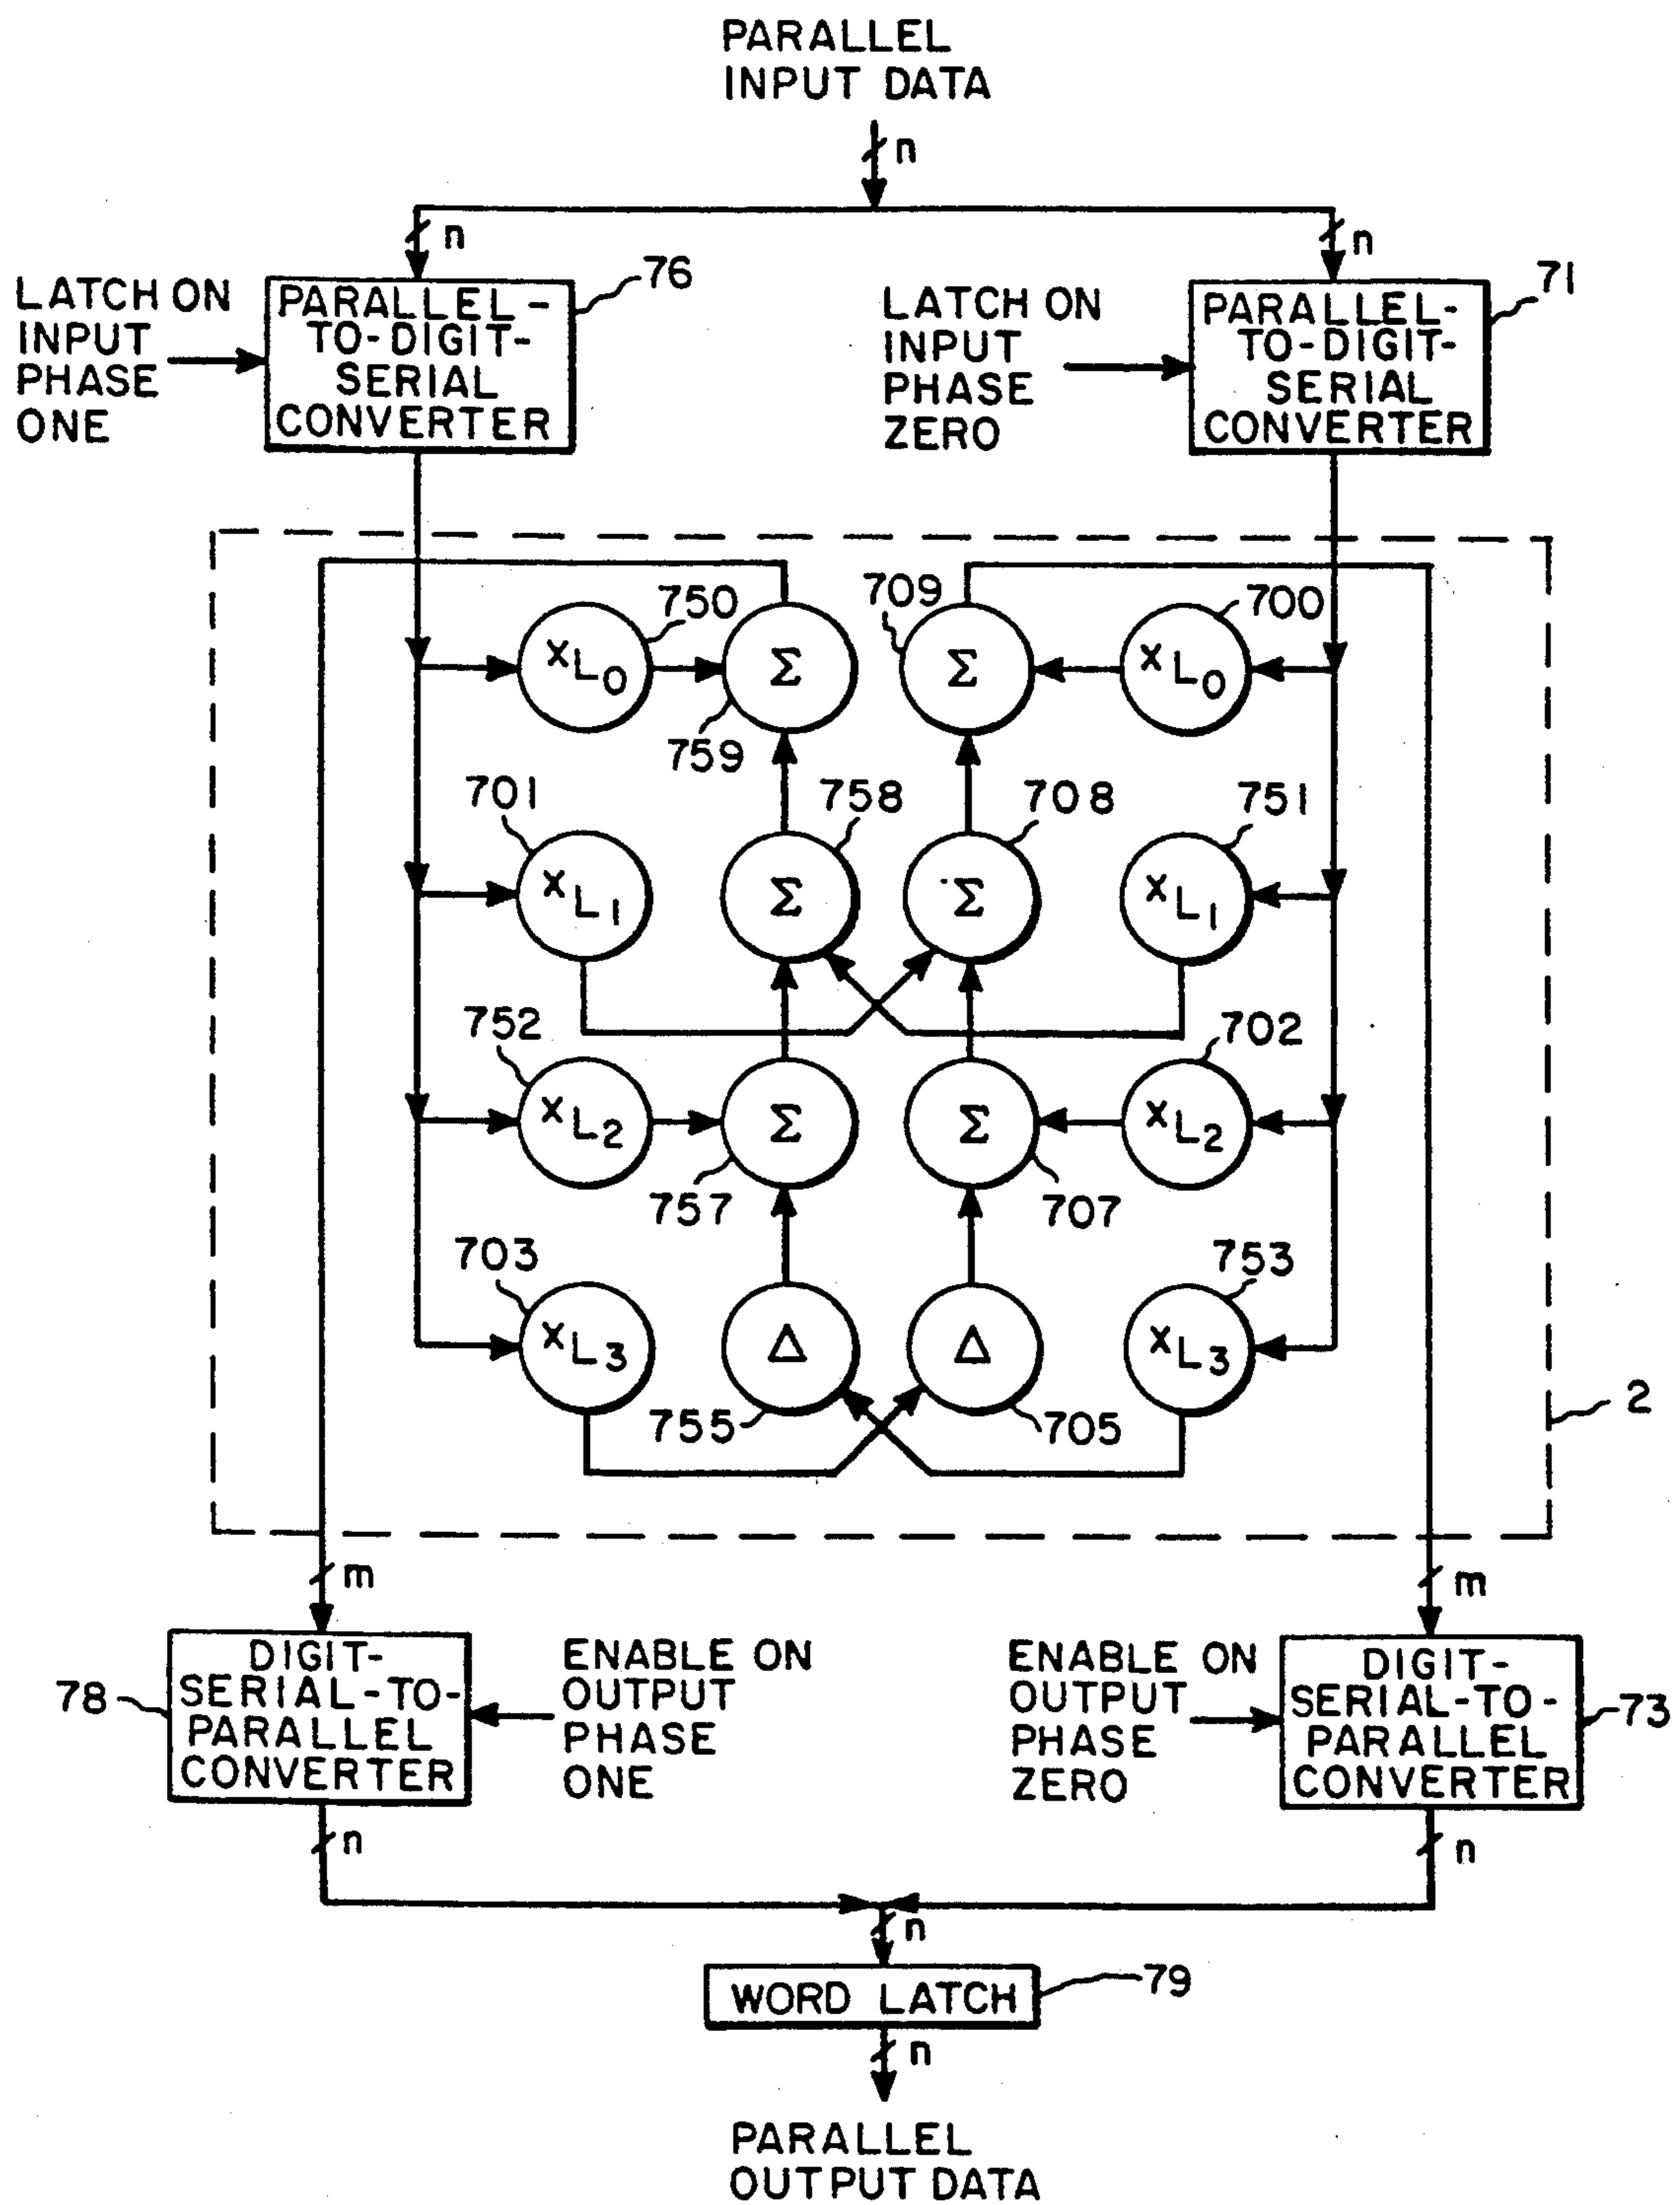 PARALLEL
INPUT DATA
n
n
n
76
71
LATCH ON
INPUT
PHASE
ONE
PARALLEL-
TO-DIGIT-
SERIAL
CONVERTER
LATCH ON
INPUT
PHASE
ZERO
PARALLEL-
TO-DIGIT-
SERIAL
CONVERTER
750
709
700
xL0
Σ
Σ
xL0
759
701
758
708
751
xL1
Σ
Σ
xL1
752
702
xL2
Σ
Σ
xL2
757
707
703
753
xL3
Δ
Δ
xL3
755
705
2
m
m
78
DIGIT-
SERIAL-TO-
PARALLEL
CONVERTER
ENABLE ON
OUTPUT
PHASE
ONE
ENABLE ON
OUTPUT
PHASE
ZERO
DIGIT-
SERIAL-TO-
PARALLEL
CONVERTER
73
n
n
n
WORD LATCH
79
n
PARALLEL
OUTPUT DATA